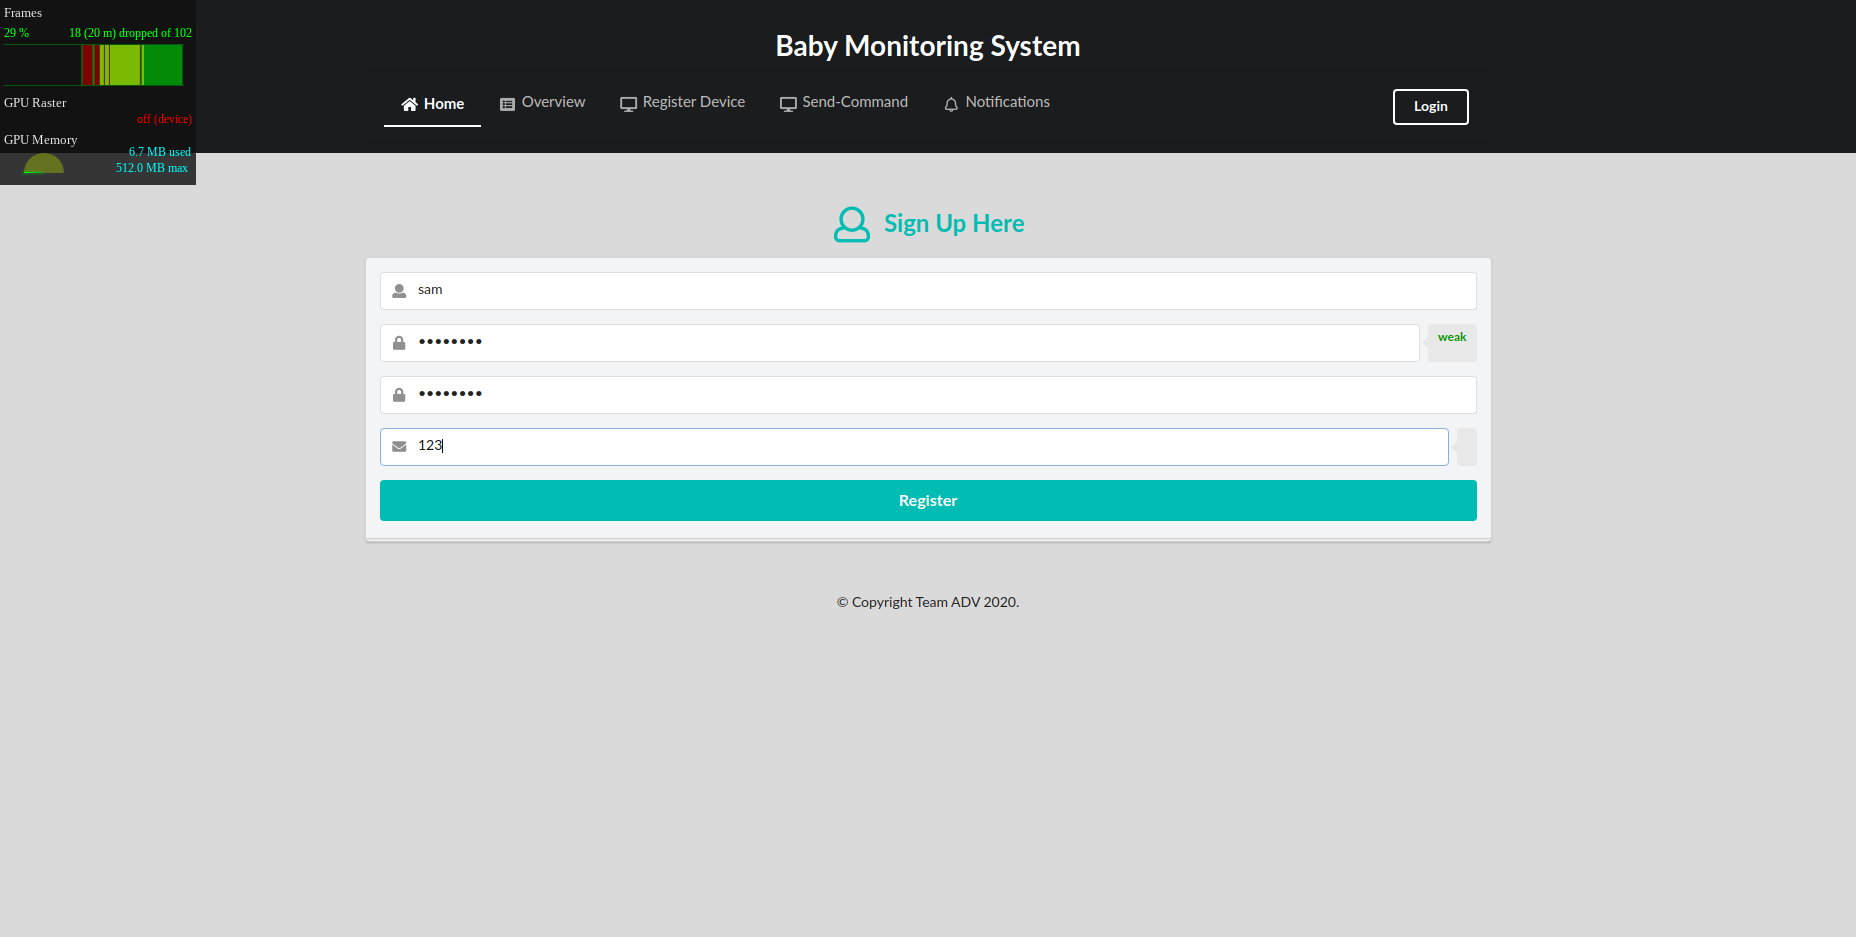 Frames
29 % 18 (20 m) dropped of 102
GPU Raster
off (device)
GPU Memory
6.7 MB used
512.0 MB max
Baby Monitoring System
Home Overview Register Device Send-Command Notifications Login
Sign Up Here
sam
•••••••• weak
••••••••
123
Register
© Copyright Team ADV 2020.